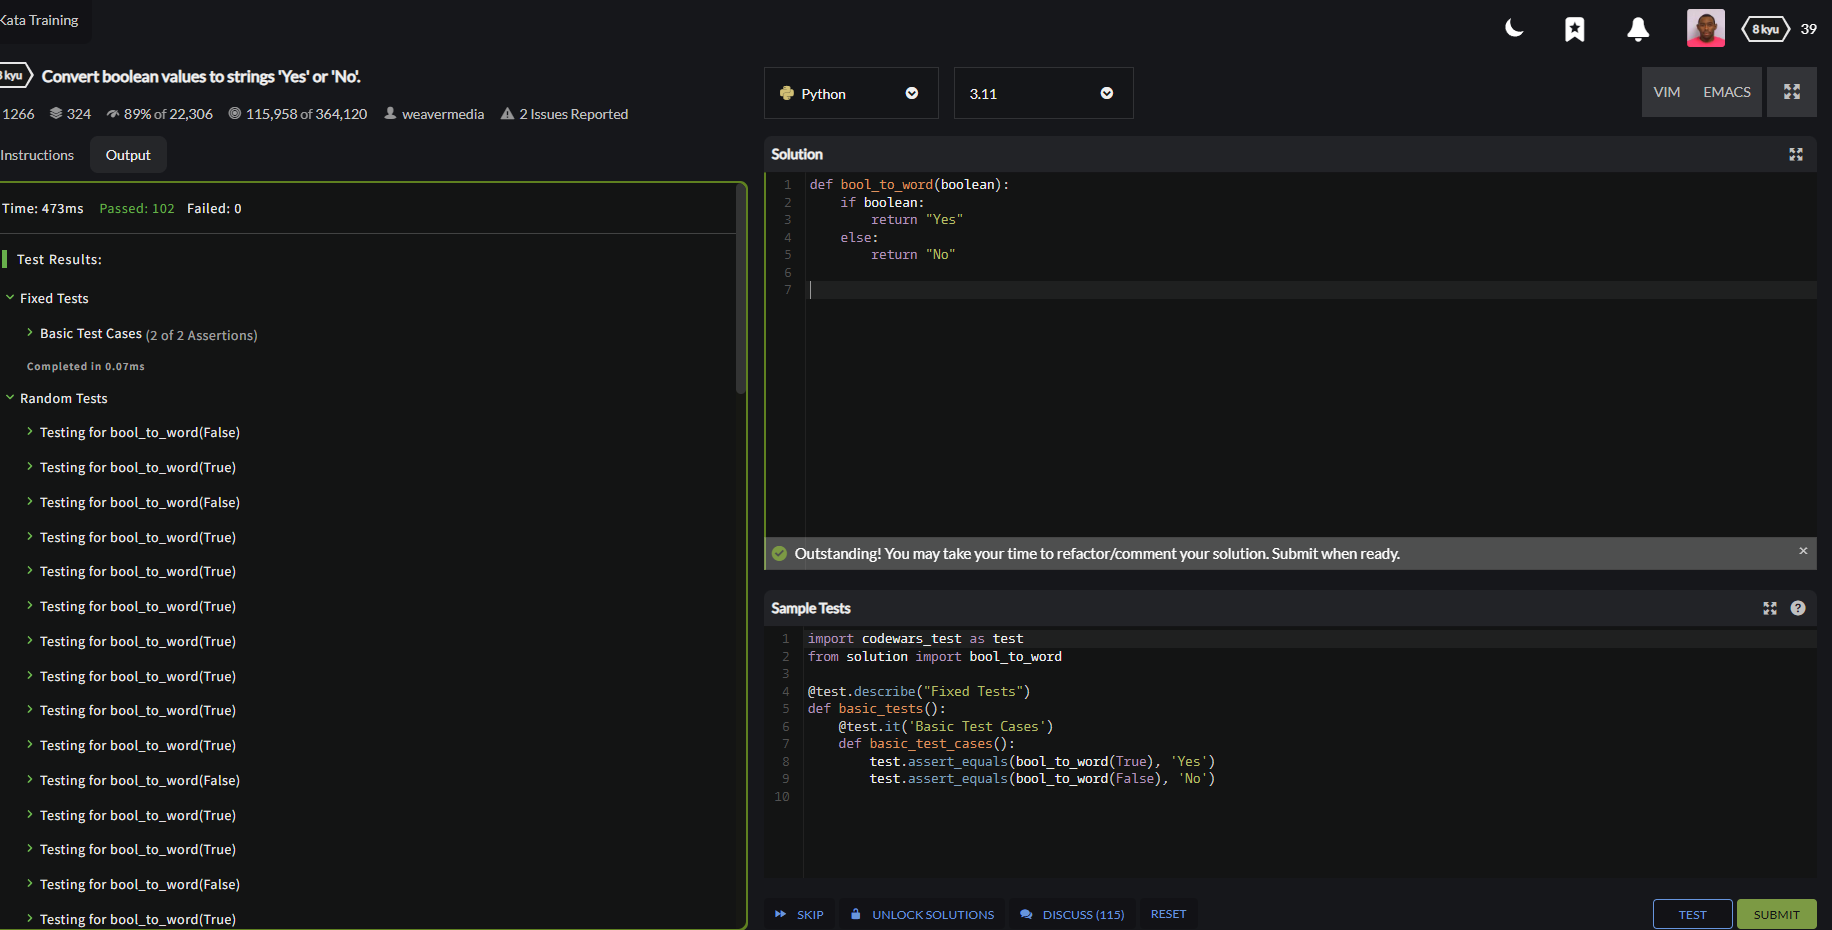 Kata Training
8 kyu 39
8 kyu Convert boolean values to strings 'Yes' or 'No'.
1266 324 89% of 22,306 115,958 of 364,120 weavermedia 2 Issues Reported
Instructions Output
Time: 473ms Passed: 102 Failed: 0
Test Results:
Fixed Tests
Basic Test Cases (2 of 2 Assertions)
Completed in 0.07ms
Random Tests
Testing for bool_to_word(False)
Testing for bool_to_word(True)
Testing for bool_to_word(False)
Testing for bool_to_word(True)
Testing for bool_to_word(True)
Testing for bool_to_word(True)
Testing for bool_to_word(True)
Testing for bool_to_word(True)
Testing for bool_to_word(True)
Testing for bool_to_word(True)
Testing for bool_to_word(False)
Testing for bool_to_word(True)
Testing for bool_to_word(True)
Testing for bool_to_word(False)
Testing for bool_to_word(True)
Python 3.11 VIM EMACS
Solution
1 def bool_to_word(boolean):
2     if boolean:
3         return "Yes"
4     else:
5         return "No"
6
7
Outstanding! You may take your time to refactor/comment your solution. Submit when ready. ×
Sample Tests ?
1 import codewars_test as test
2 from solution import bool_to_word
3
4 @test.describe("Fixed Tests")
5 def basic_tests():
6     @test.it('Basic Test Cases')
7     def basic_test_cases():
8         test.assert_equals(bool_to_word(True), 'Yes')
9         test.assert_equals(bool_to_word(False), 'No')
10
SKIP UNLOCK SOLUTIONS DISCUSS (115) RESET TEST SUBMIT